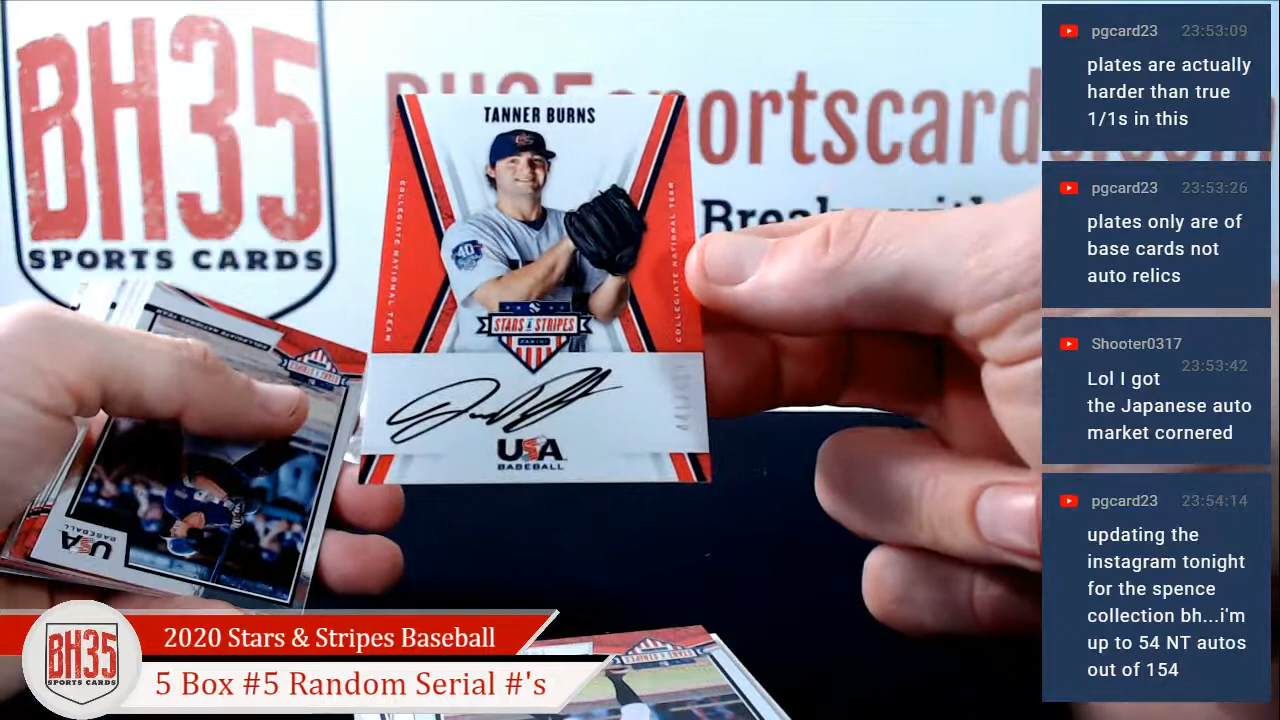 BH35
SPORTS CARDS
BH35sportscards.com
TANNER BURNS
COLLEGIATE NATIONAL TEAM
COLLEGIATE NATIONAL TEAM
40
STARS & STRIPES
PANINI
USA
BASEBALL
USA
BASEBALL
BH35
SPORTS CARDS
2020 Stars & Stripes Baseball
5 Box #5 Random Serial #'s
pgcard23 23:53:09
plates are actually
harder than true
1/1s in this
pgcard23 23:53:26
plates only are of
base cards not
auto relics
Shooter0317
23:53:42
Lol I got
the Japanese auto
market cornered
pgcard23 23:54:14
updating the
instagram tonight
for the spence
collection bh...i'm
up to 54 NT autos
out of 154